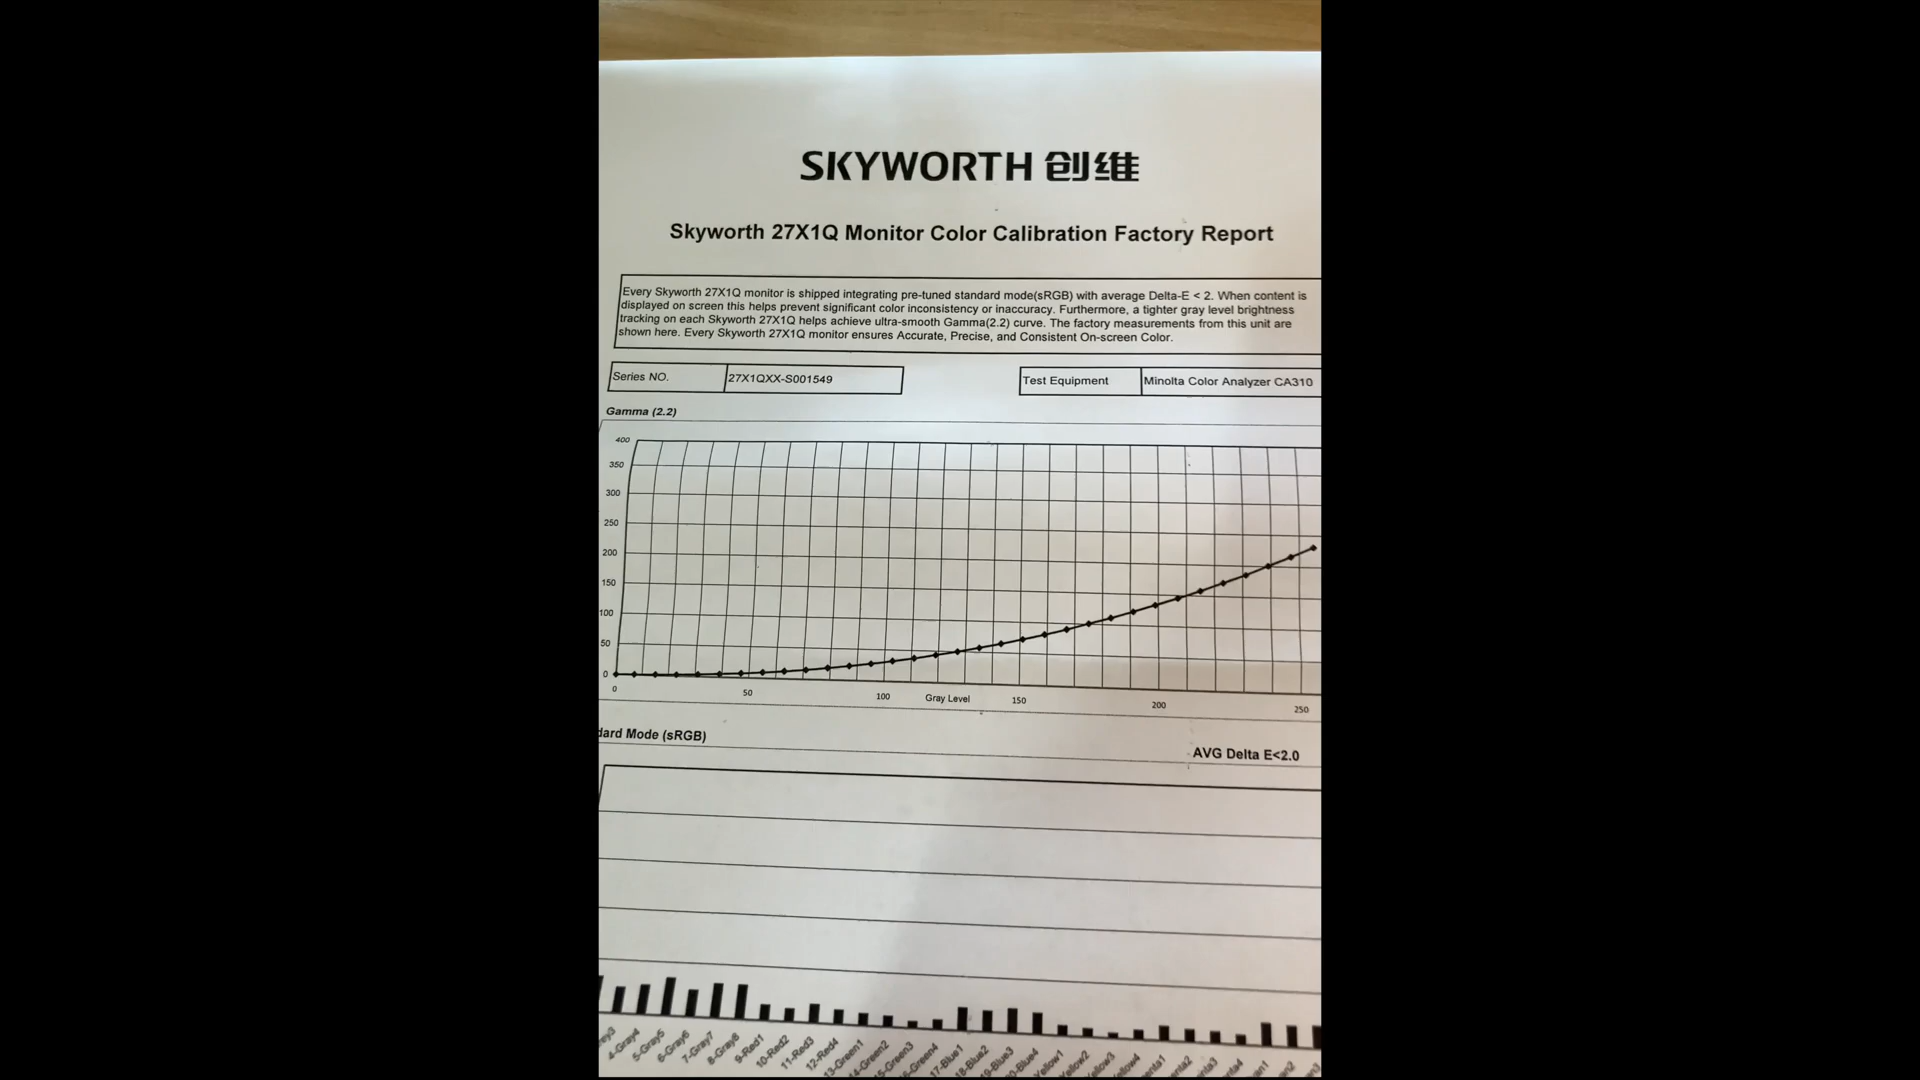 SKYWORTH 创维
Skyworth 27X1Q Monitor Color Calibration Factory Report
Every Skyworth 27X1Q monitor is shipped integrating pre-tuned standard mode(sRGB) with average Delta-E < 2. When content is
displayed on screen this helps prevent significant color inconsistency or inaccuracy. Furthermore, a tighter gray level brightness
tracking on each Skyworth 27X1Q helps achieve ultra-smooth Gamma(2.2) curve. The factory measurements from this unit are
shown here. Every Skyworth 27X1Q monitor ensures Accurate, Precise, and Consistent On-screen Color.
Series NO. 27X1QXX-S001549 Test Equipment Minolta Color Analyzer CA310
Gamma (2.2)
400
350
300
250
200
150
100
50
0
0 50 100 Gray Level 150 200 250
dard Mode (sRGB) AVG Delta E<2.0
4-Gray4 5-Gray5 6-Gray6 7-Gray7 8-Gray8 9-Red1 10-Red2 11-Red3 12-Red4 13-Green1 17-Blue1